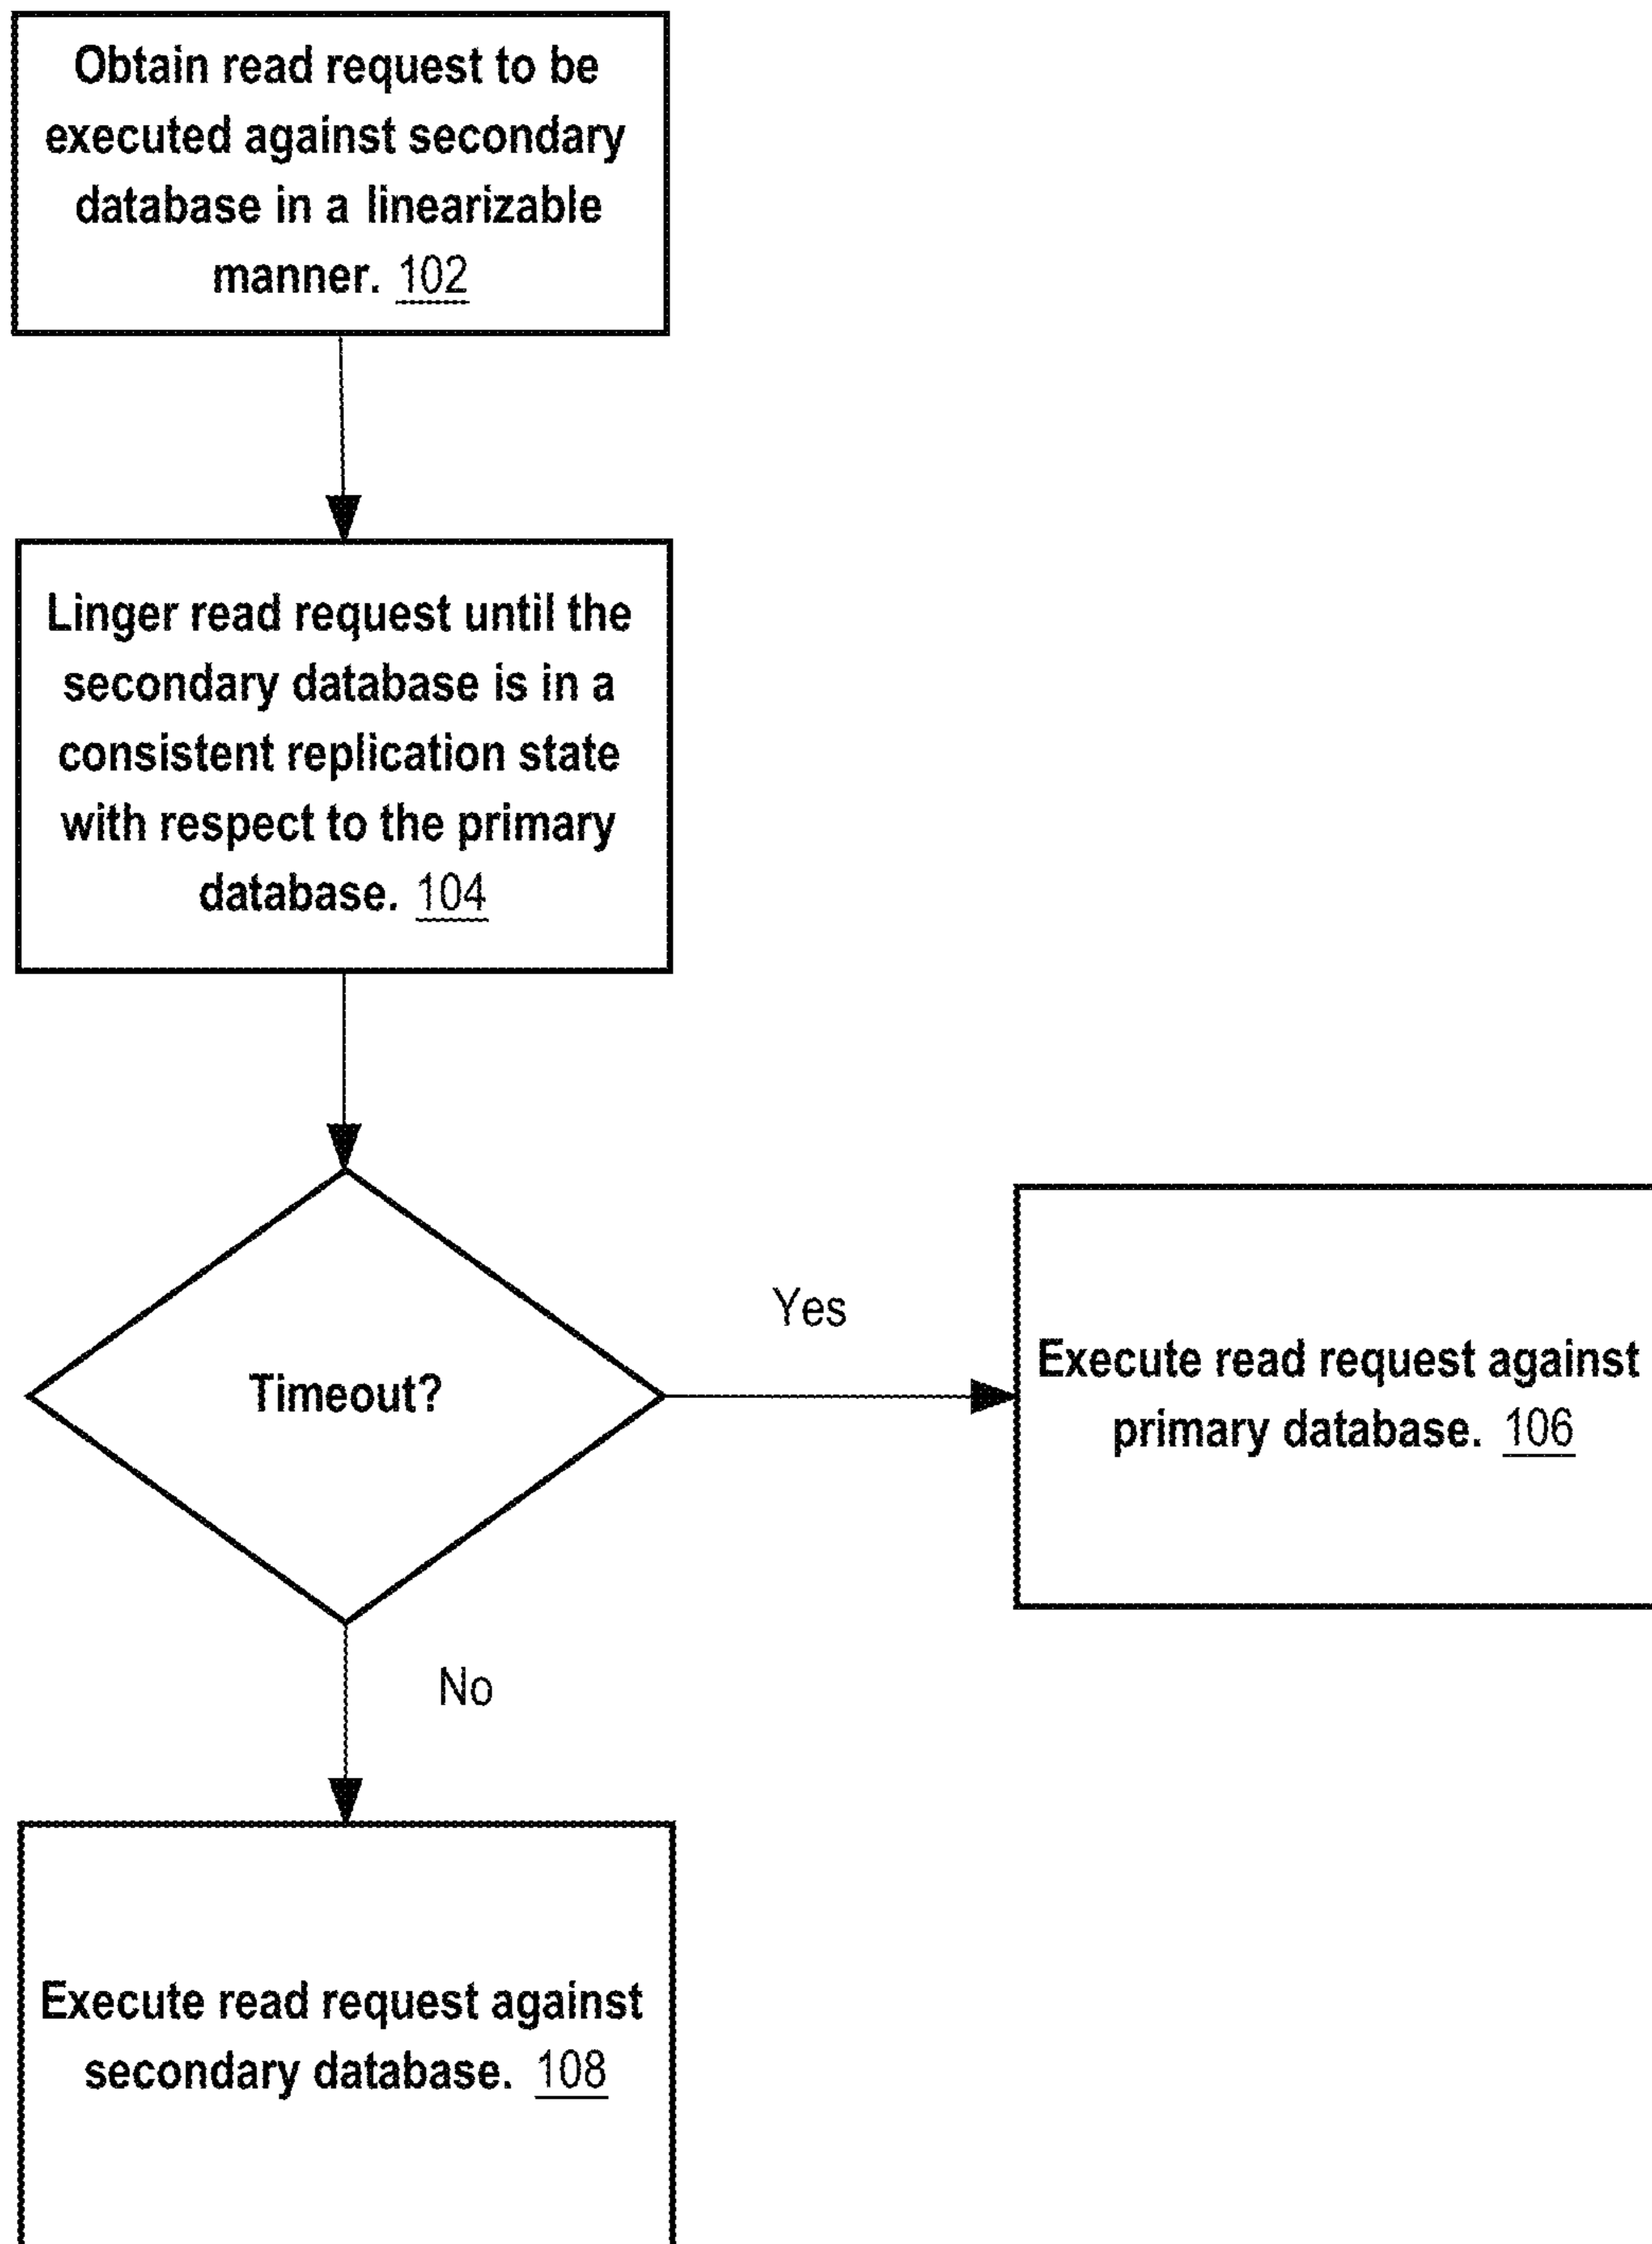 Obtain read request to be
executed against secondary
database in a linearizable
manner. 102
Linger read request until the
secondary database is in a
consistent replication state
with respect to the primary
database. 104
Timeout?
Yes
Execute read request against
primary database. 106
No
Execute read request against
secondary database. 108